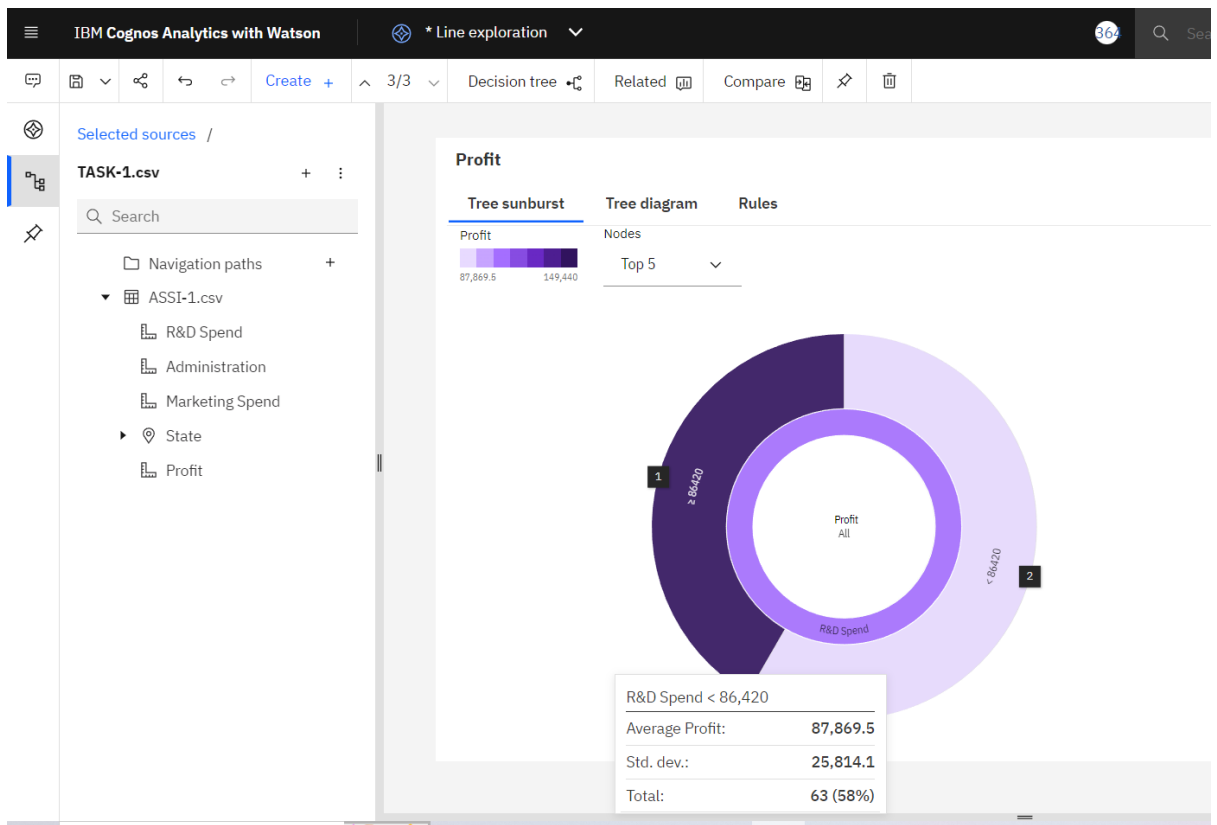 IBM Cognos Analytics with Watson
* Line exploration
364
Sea
Create +
3/3
Decision tree
Related
Compare
Selected sources /
TASK-1.csv
Search
Navigation paths
ASSI-1.csv
R&D Spend
Administration
Marketing Spend
State
Profit
Profit
Tree sunburst
Tree diagram
Rules
Profit
87,869.5
149,440
Nodes
Top 5
1
≥ 86420
Profit
All
< 86420
2
R&D Spend
R&D Spend < 86,420
Average Profit: 87,869.5
Std. dev.: 25,814.1
Total: 63 (58%)